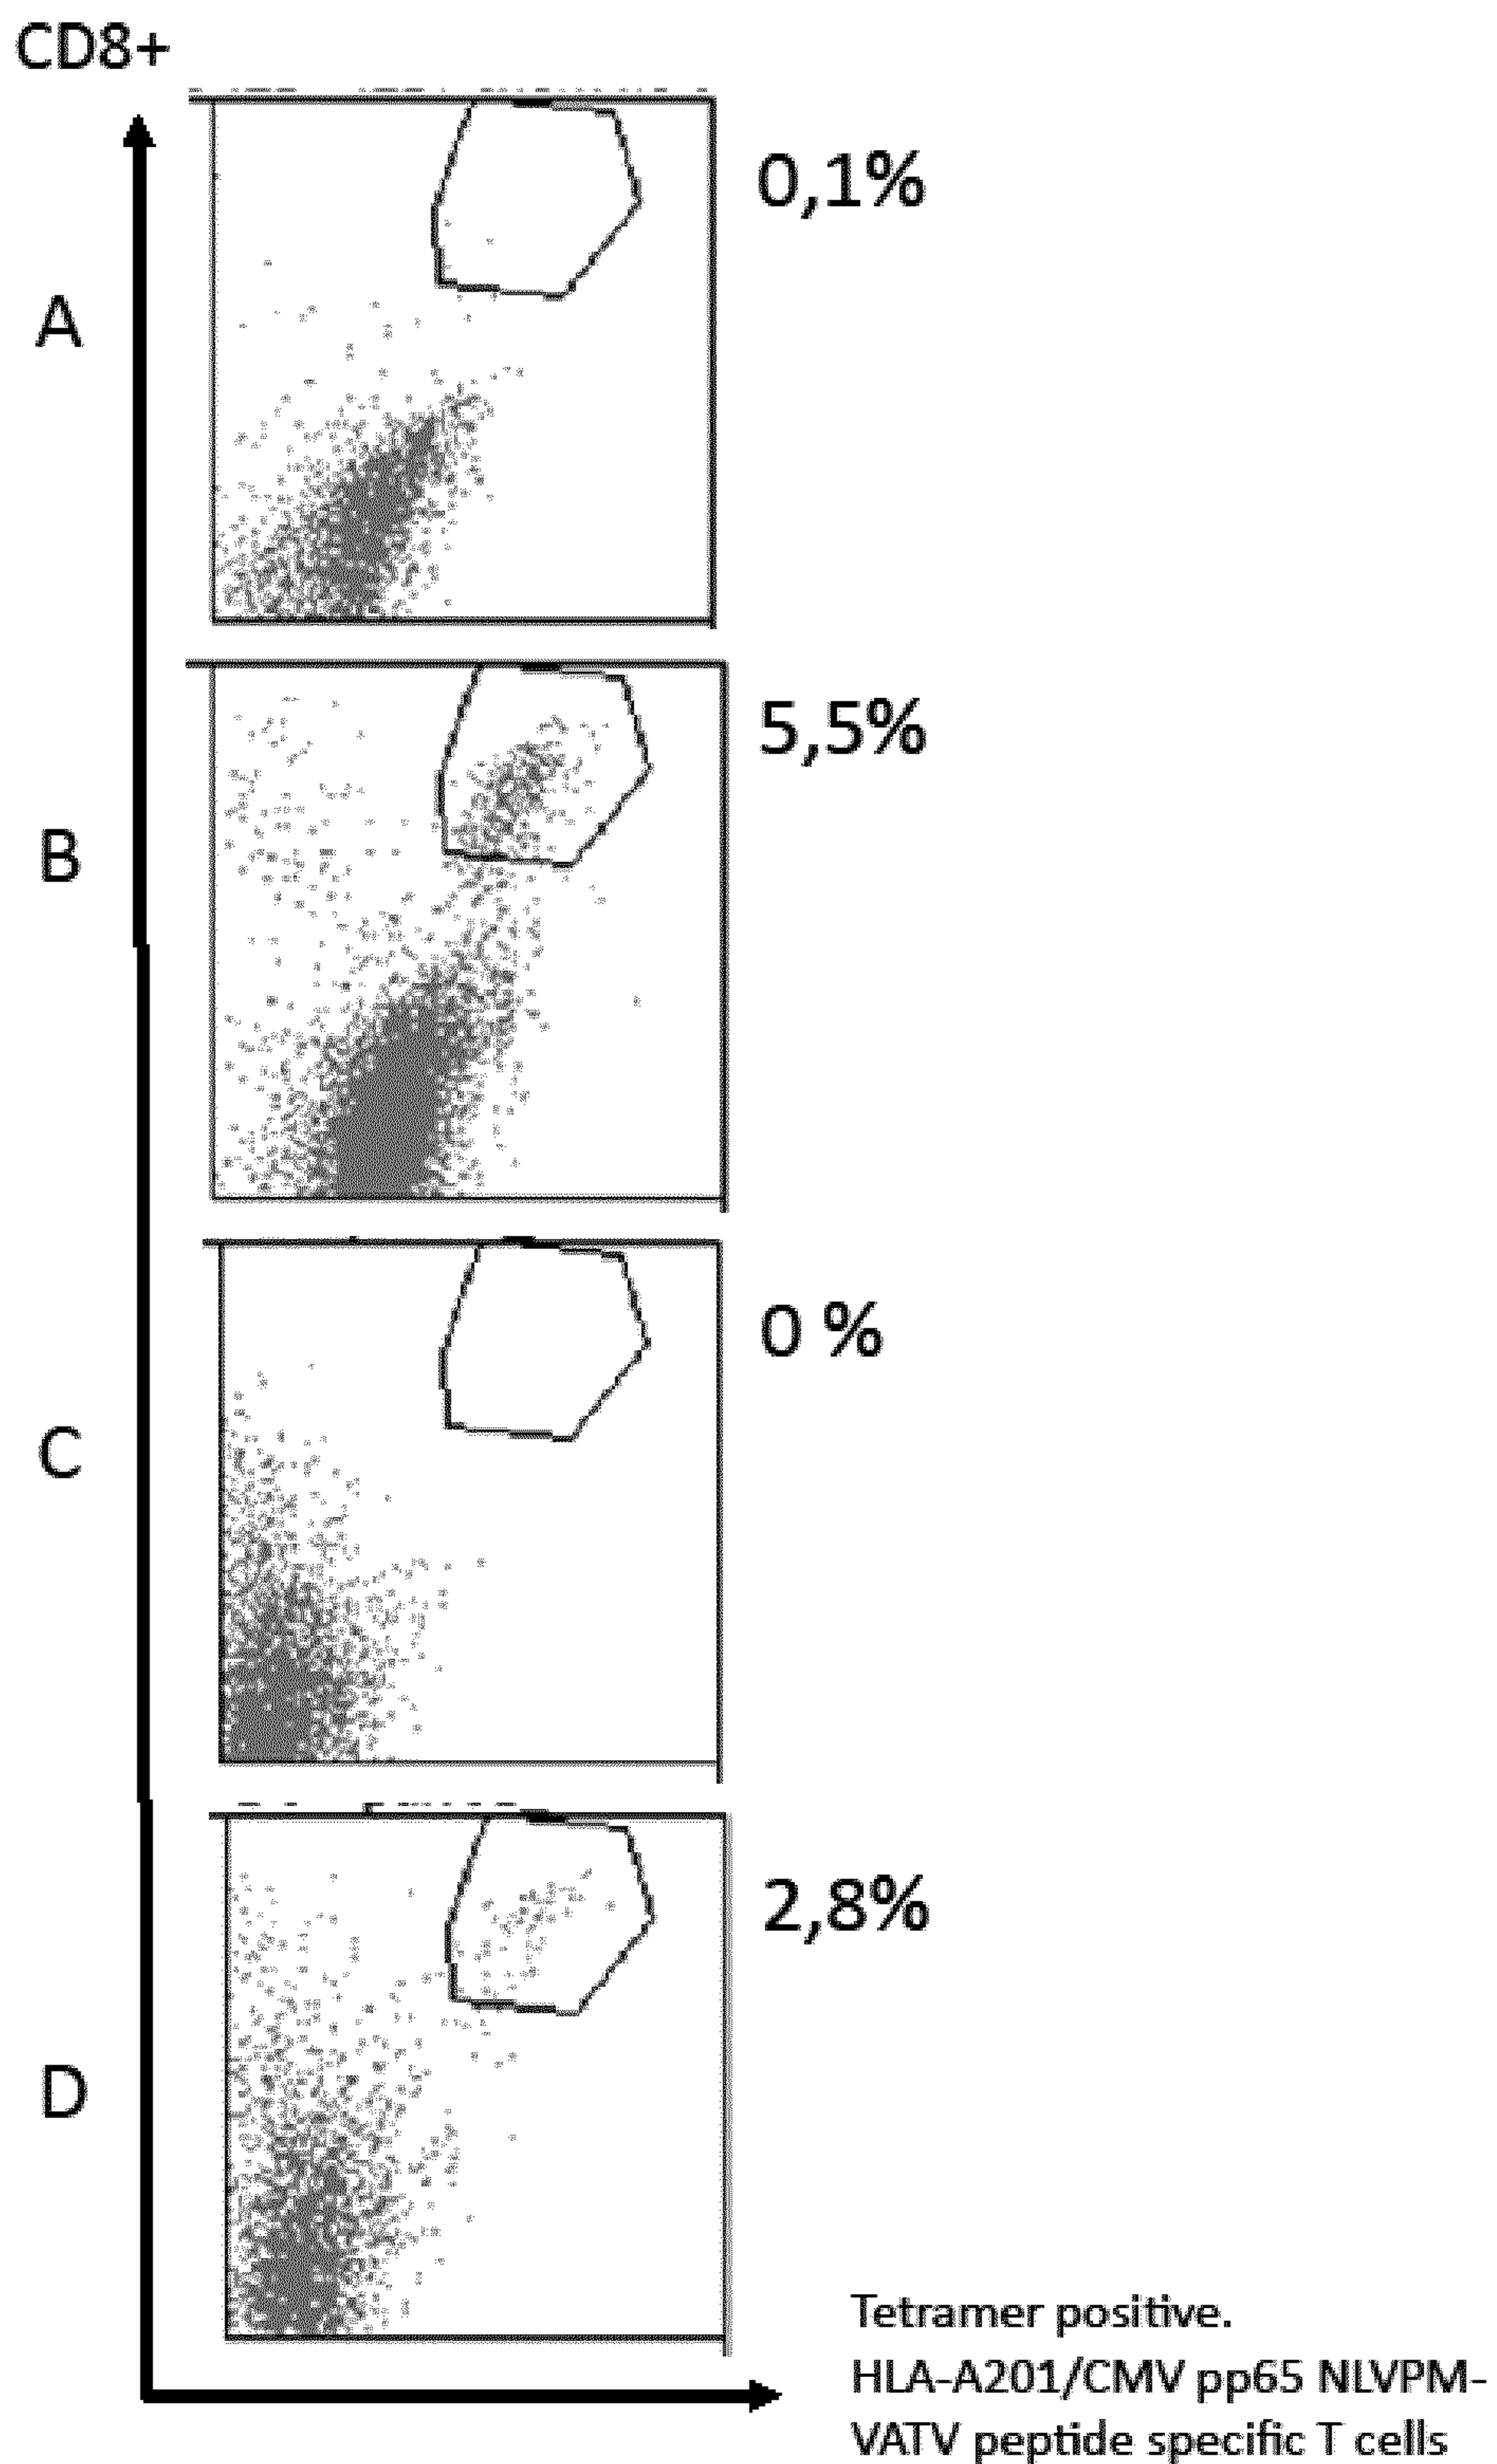 CD8+
0,1%
A
5,5%
B
0 %
C
2,8%
D
Tetramer positive.
HLA-A201/CMV pp65 NLVPM-
VATV peptide specific T cells